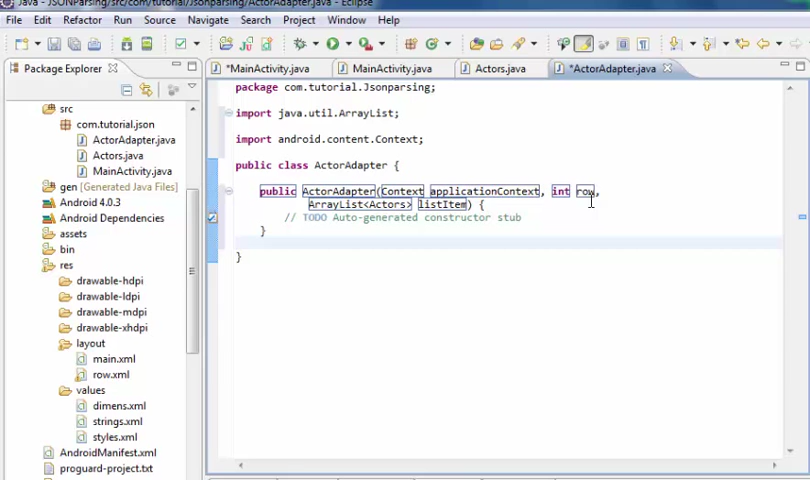 Java - JSONParsing/src/com/tutorial/Jsonparsing/ActorAdapter.java - Eclipse
File Edit Run Source Navigate Search Project Window Help
Package Explorer
*MainActivity.java MainActivity.java Actors.java *ActorAdapter.java
src
com.tutorial.json
ActorAdapter.java
Actors.java
MainActivity.java
gen [Generated Java Files]
Android 4.0.3
Android Dependencies
assets
bin
res
drawable-hdpi
drawable-ldpi
drawable-mdpi
drawable-xhdpi
layout
main.xml
row.xml
values
dimens.xml
strings.xml
styles.xml
AndroidManifest.xml
proguard-project.txt
package com.tutorial.Jsonparsing;
import java.util.ArrayList;
import android.content.Context;
public class ActorAdapter {
public ActorAdapter(Context applicationContext, int row,
ArrayList<Actors> listItem) {
// TODO Auto-generated constructor stub
}
}